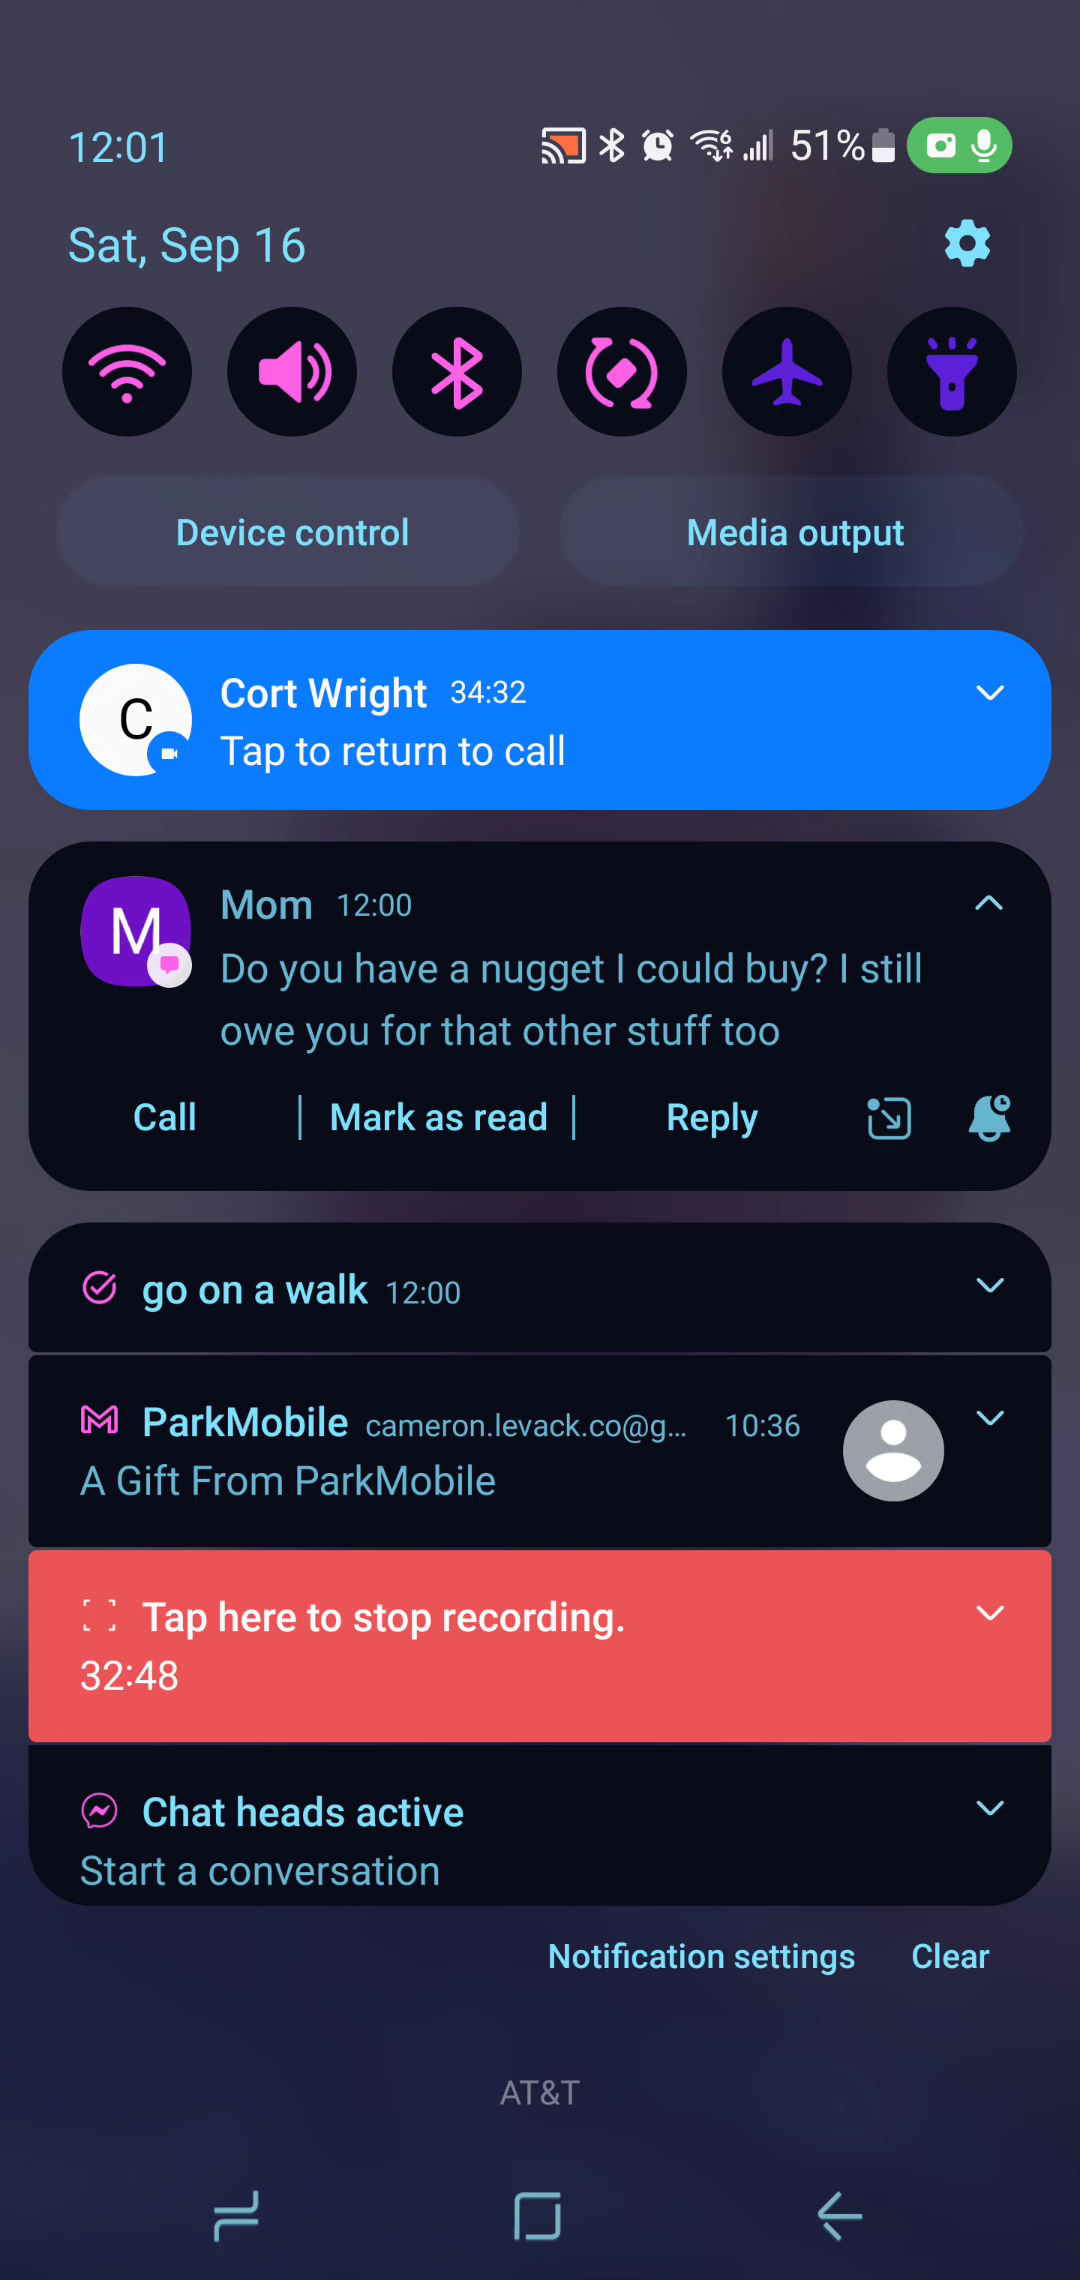 12:01
51%
Sat, Sep 16
Device control
Media output
C
Cort Wright 34:32
Tap to return to call
M
Mom 12:00
Do you have a nugget I could buy? I still
owe you for that other stuff too
Call
Mark as read
Reply
go on a walk 12:00
ParkMobile cameron.levack.co@g... 10:36
A Gift From ParkMobile
Tap here to stop recording.
32:48
Chat heads active
Start a conversation
Notification settings
Clear
AT&T